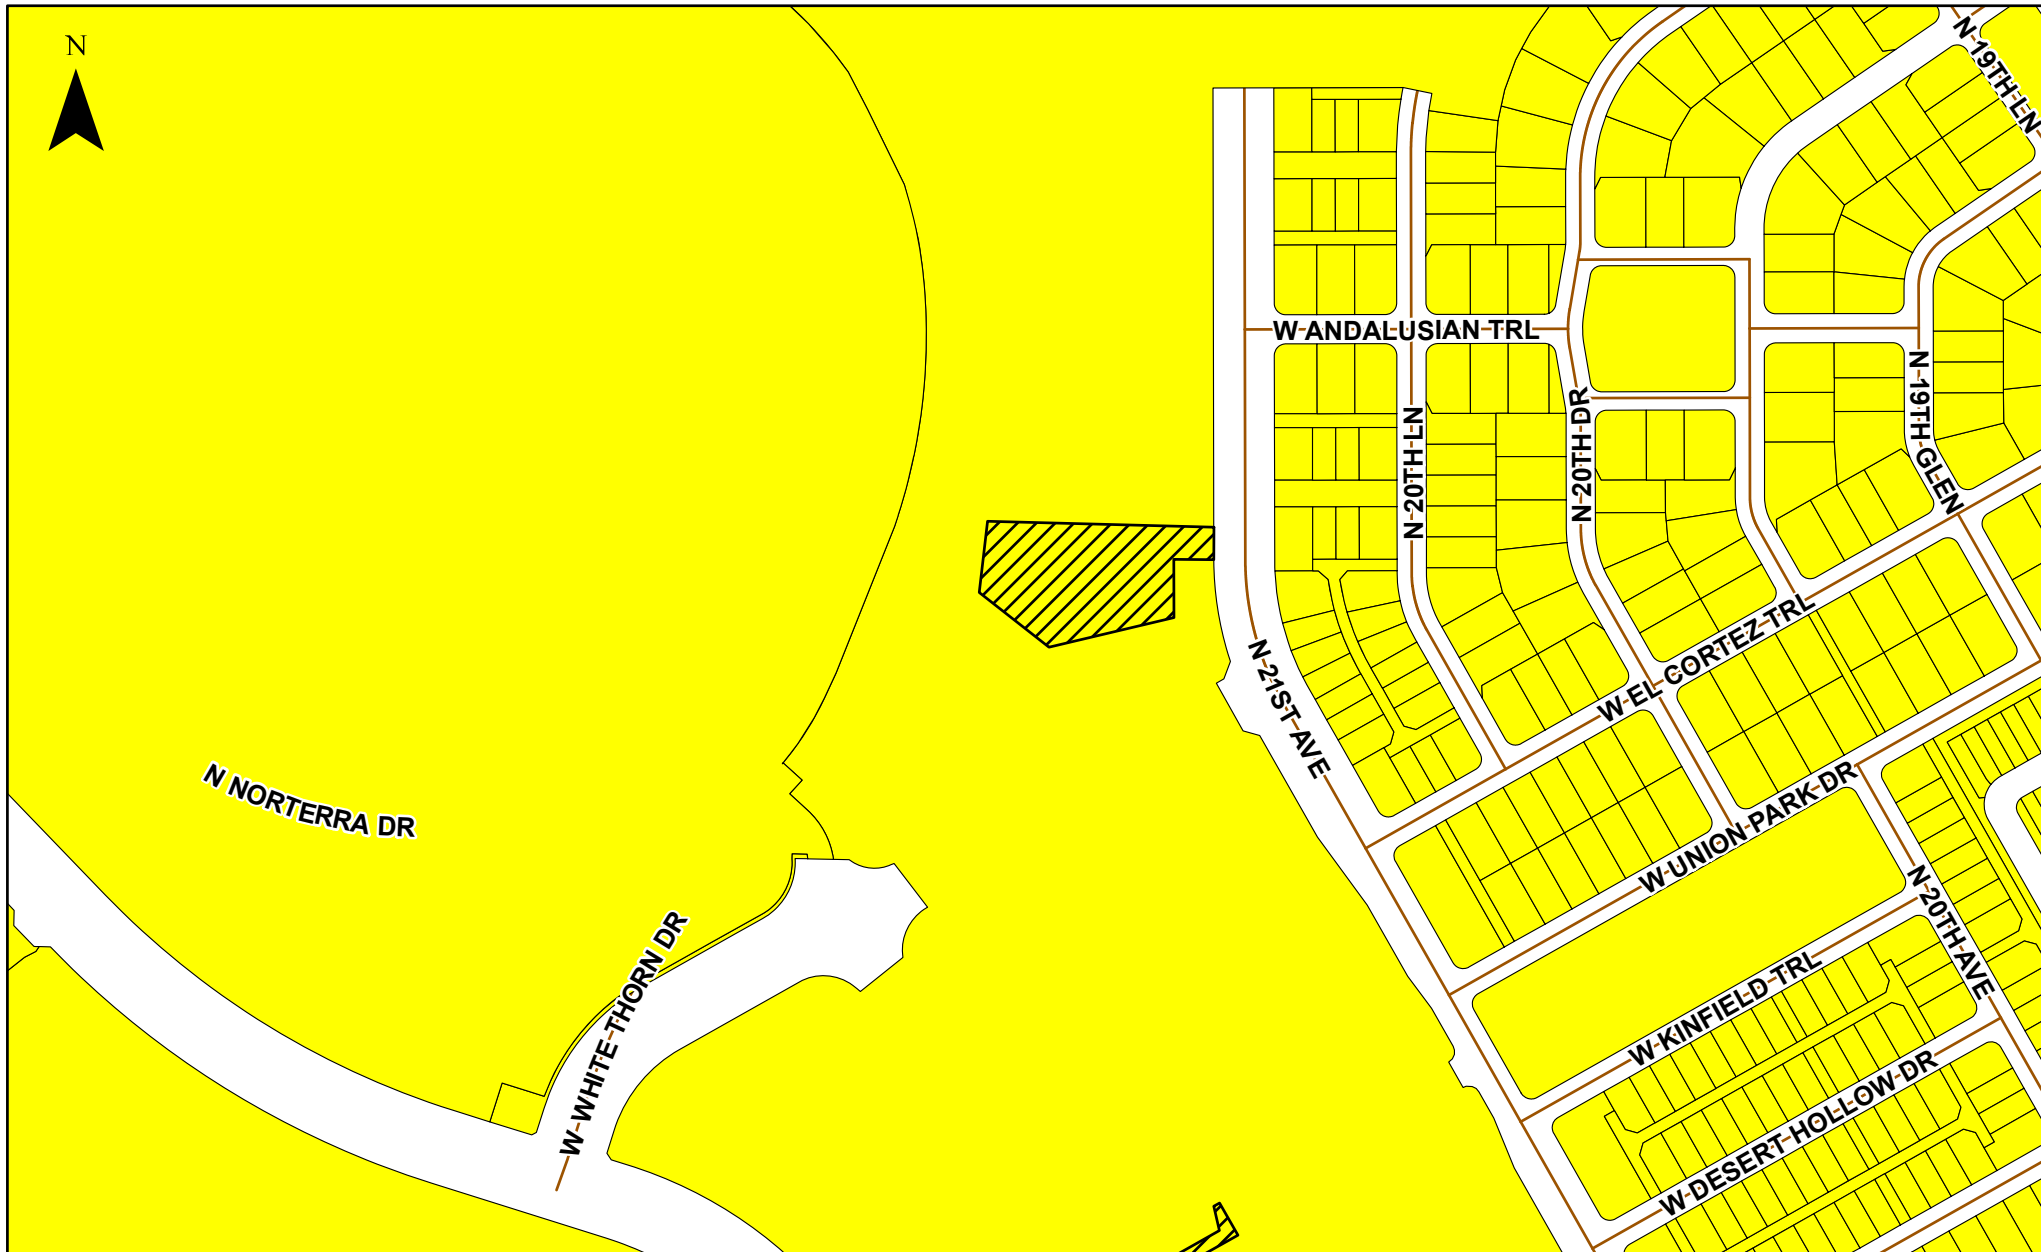 N
N 19TH LN
W ANDALUSIAN TRL
N 19TH GLEN
N 20TH DR
N 20TH LN
W EL CORTEZ TRL
N 21ST AVE
N NORTERRA DR
W UNION PARK DR
N 20TH AVE
W WHITE THORN DR
W KINFIELD TRL
W DESERT HOLLOW DR